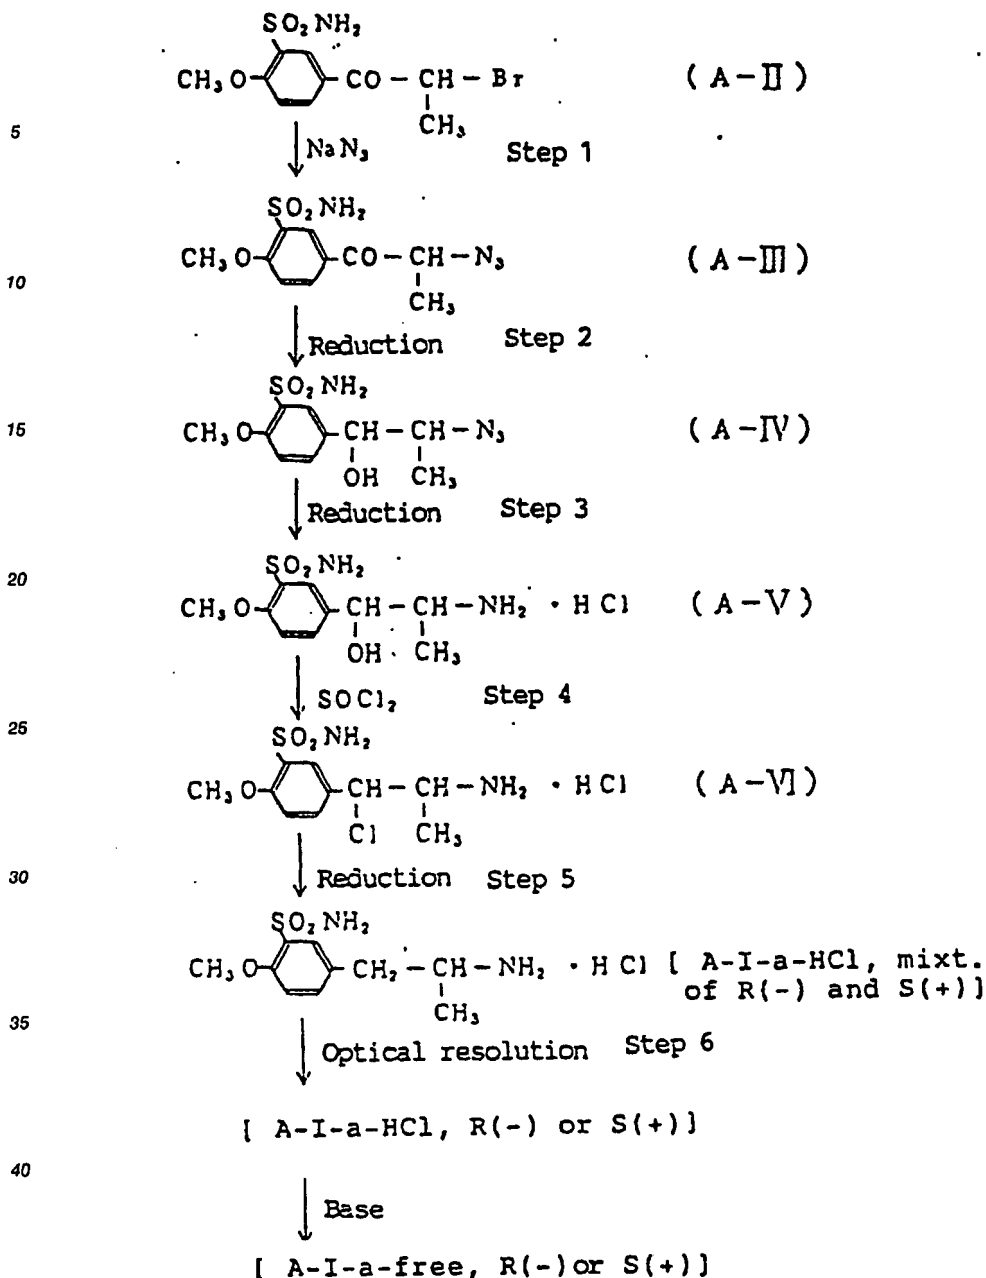 SO₂NH₂
CH₃O CO - CH - Br (A-II)
CH₃
5
NaN₃ Step 1
SO₂NH₂
CH₃O CO - CH - N₃ (A-III)
10
CH₃
Reduction Step 2
SO₂NH₂
15
CH₃O CH - CH - N₃ (A-IV)
OH CH₃
Reduction Step 3
SO₂NH₂
20
CH₃O CH - CH - NH₂ · HCl (A-V)
OH CH₃
SOCl₂ Step 4
25
SO₂NH₂
CH₃O CH - CH - NH₂ · HCl (A-VI)
Cl CH₃
30
Reduction Step 5
SO₂NH₂
CH₃O CH₂ - CH - NH₂ · HCl [ A-I-a-HCl, mixt.
of R(-) and S(+)]
CH₃
35
Optical resolution Step 6
[ A-I-a-HCl, R(-) or S(+)]
40
Base
[ A-I-a-free, R(-)or S(+)]